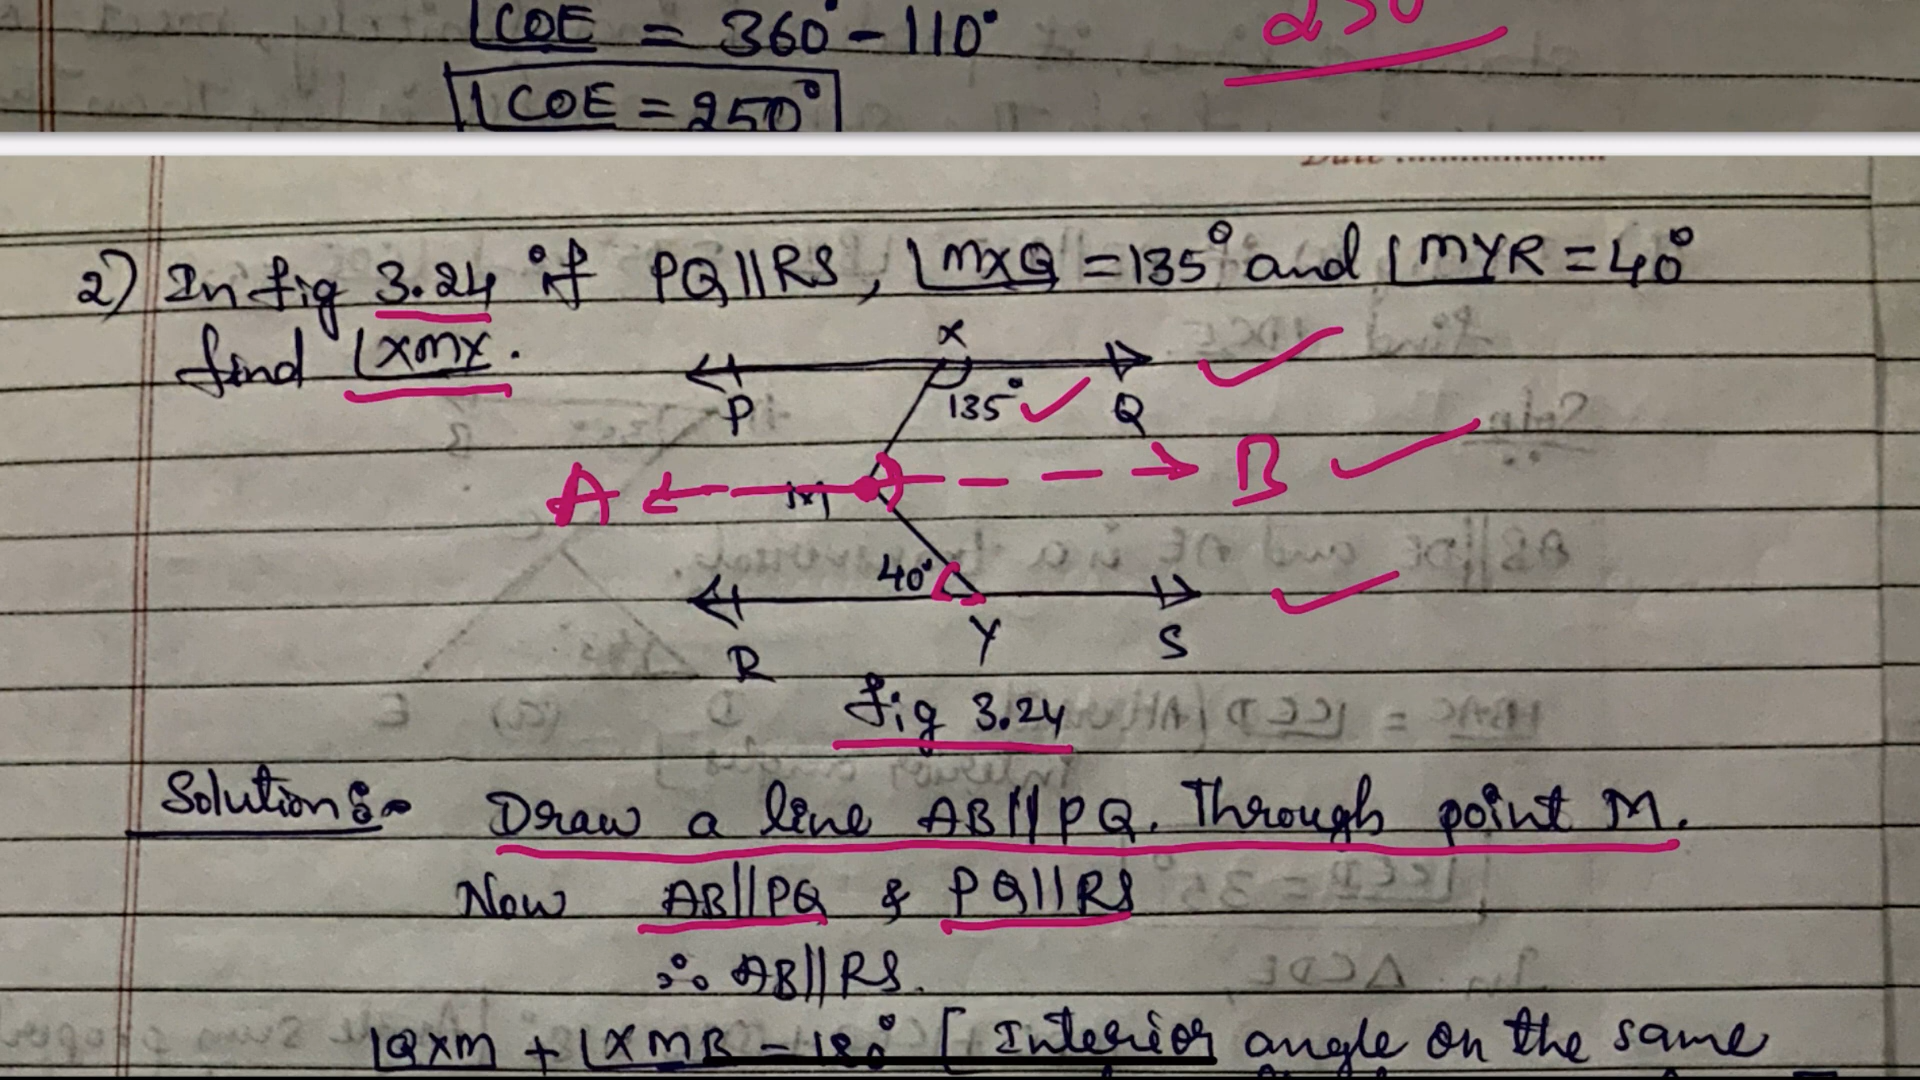 ∠COE = 360° - 110°
250
∠COE = 250°
Date ..........................
2) In fig 3.24 if PQ||RS, ∠MXQ = 135° and ∠MYR = 40°
find ∠XMY.
X
135°
P
Q
A
M
B
40°
R
Y
S
fig 3.24
Solution:- Draw a line AB||PQ. Through point M.
Now AB||PQ & PQ||RS
∴ AB||RS.
∠QXM + ∠XMB = 180° [Interior angle on the same